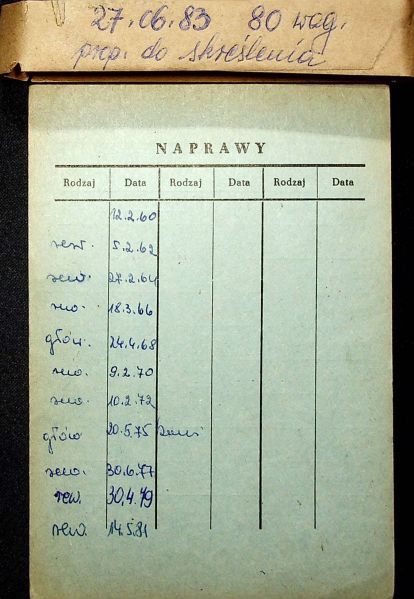 27.06.83 80 wag.
prop. do skreślenia
NAPRAWY
Rodzaj Data Rodzaj Data Rodzaj Data
12.2.60
rew. 5.2.62
rew. 27.2.64
rew. 18.3.66
głów. 24.4.68
rew. 9.2.70
rew. 10.2.72
głów 20.5.75
rew. 30.6.77
rew. 30.4.79
rew. 14.5.81